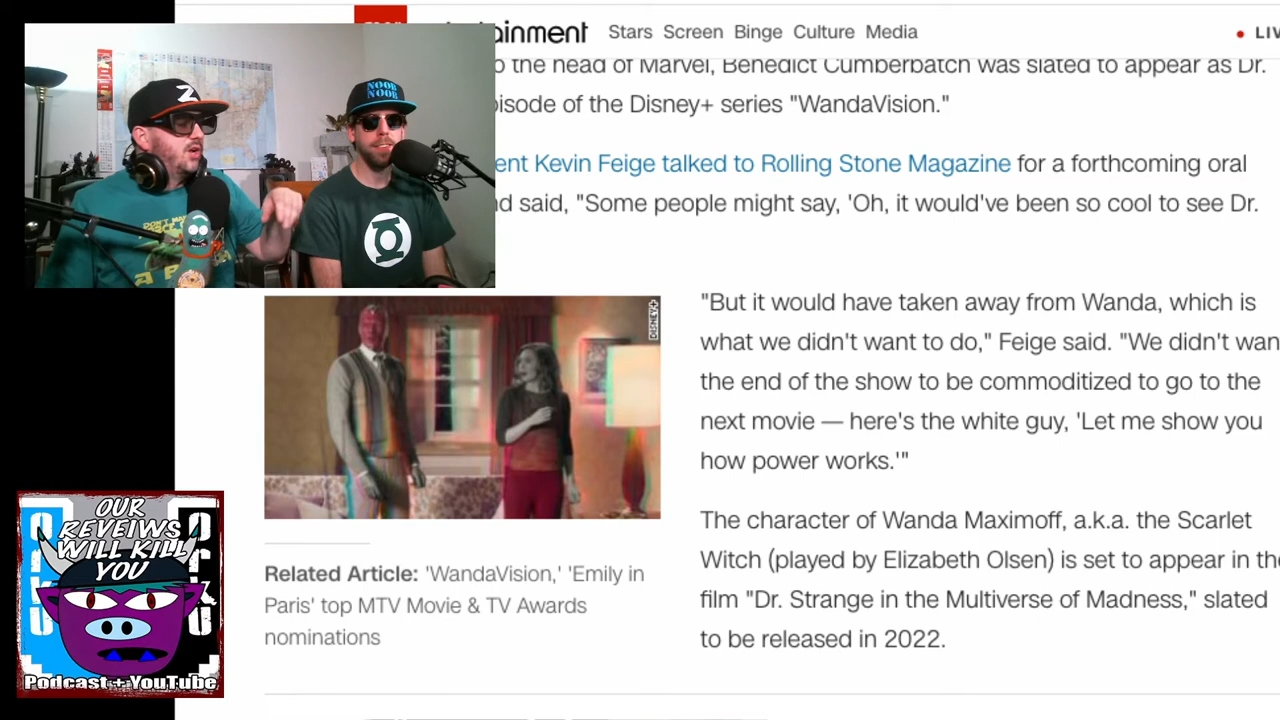 Stars Screen Binge Culture Media
o the head of Marvel, Benedict Cumberbatch was slated to appear as Dr.
isode of the Disney+ series "WandaVision."
ent Kevin Feige talked to Rolling Stone Magazine for a forthcoming oral
nd said, "Some people might say, 'Oh, it would've been so cool to see Dr.
NOOB
NOOB
Z
DISNEY+
"But it would have taken away from Wanda, which is
what we didn't want to do," Feige said. "We didn't wan
the end of the show to be commoditized to go to the
next movie — here's the white guy, 'Let me show you
how power works.'"
The character of Wanda Maximoff, a.k.a. the Scarlet
Witch (played by Elizabeth Olsen) is set to appear in the
film "Dr. Strange in the Multiverse of Madness," slated
to be released in 2022.
Related Article: 'WandaVision,' 'Emily in
Paris' top MTV Movie & TV Awards
nominations
OUR
REVEIWS
WILL KILL
YOU
Podcast + YouTube